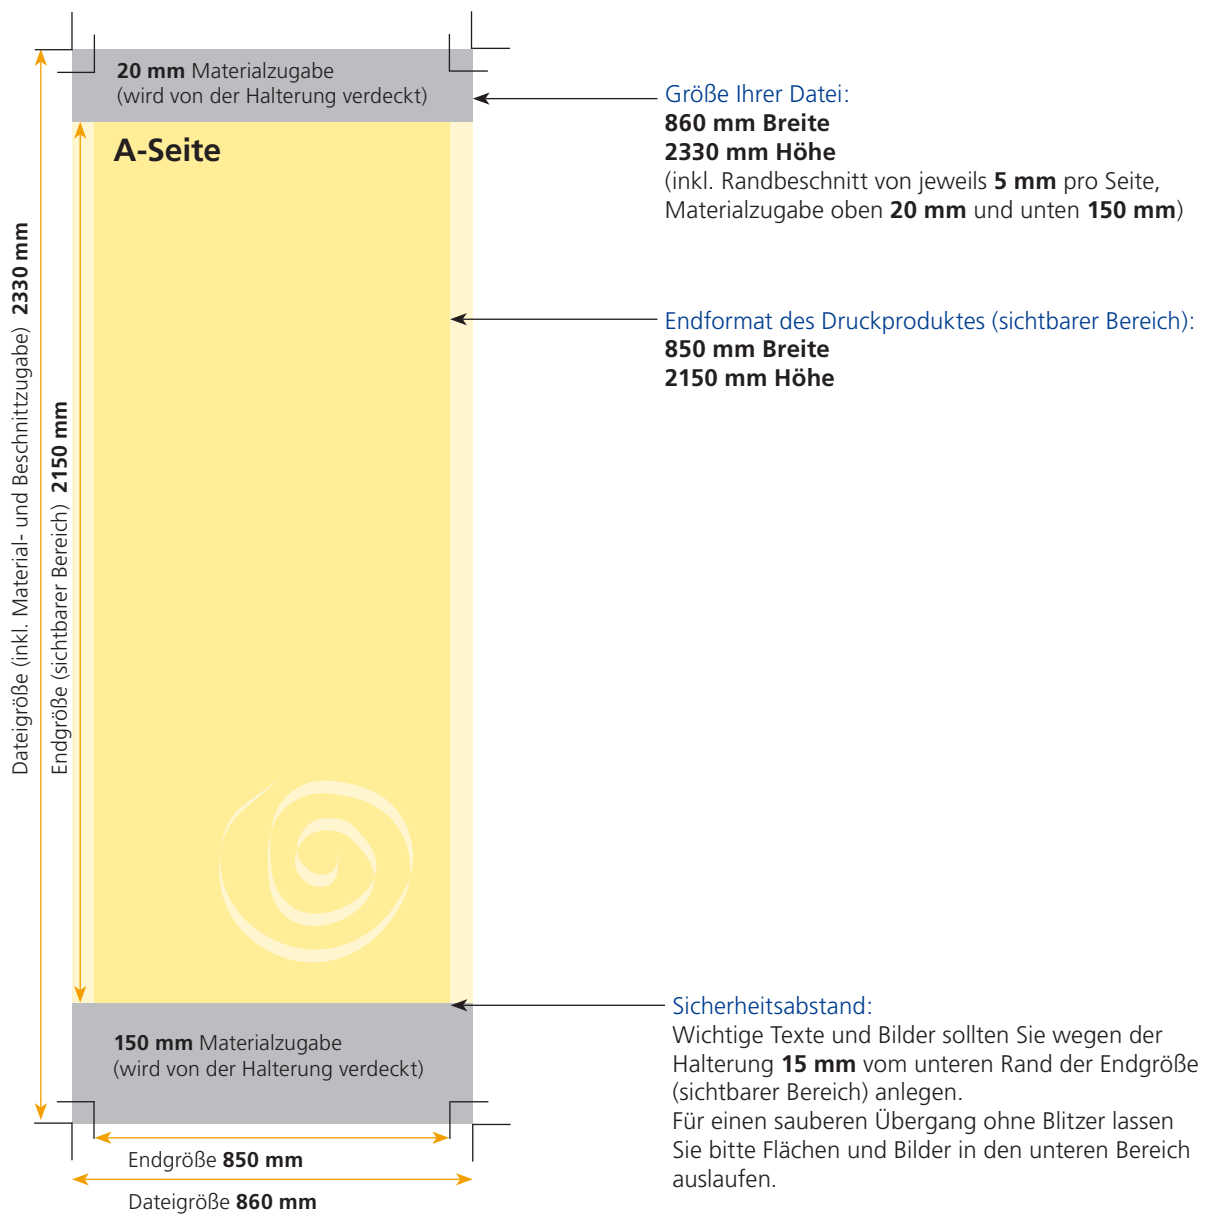 20 mm Materialzugabe
(wird von der Halterung verdeckt)
A-Seite
Größe Ihrer Datei:
860 mm Breite
2330 mm Höhe
(inkl. Randbeschnitt von jeweils 5 mm pro Seite,
Materialzugabe oben 20 mm und unten 150 mm)
Dateigröße (inkl. Material- und Beschnittzugabe) 2330 mm
Endgröße (sichtbarer Bereich) 2150 mm
Endformat des Druckproduktes (sichtbarer Bereich):
850 mm Breite
2150 mm Höhe
Sicherheitsabstand:
Wichtige Texte und Bilder sollten Sie wegen der
Halterung 15 mm vom unteren Rand der Endgröße
(sichtbarer Bereich) anlegen.
Für einen sauberen Übergang ohne Blitzer lassen
Sie bitte Flächen und Bilder in den unteren Bereich
auslaufen.
150 mm Materialzugabe
(wird von der Halterung verdeckt)
Endgröße 850 mm
Dateigröße 860 mm